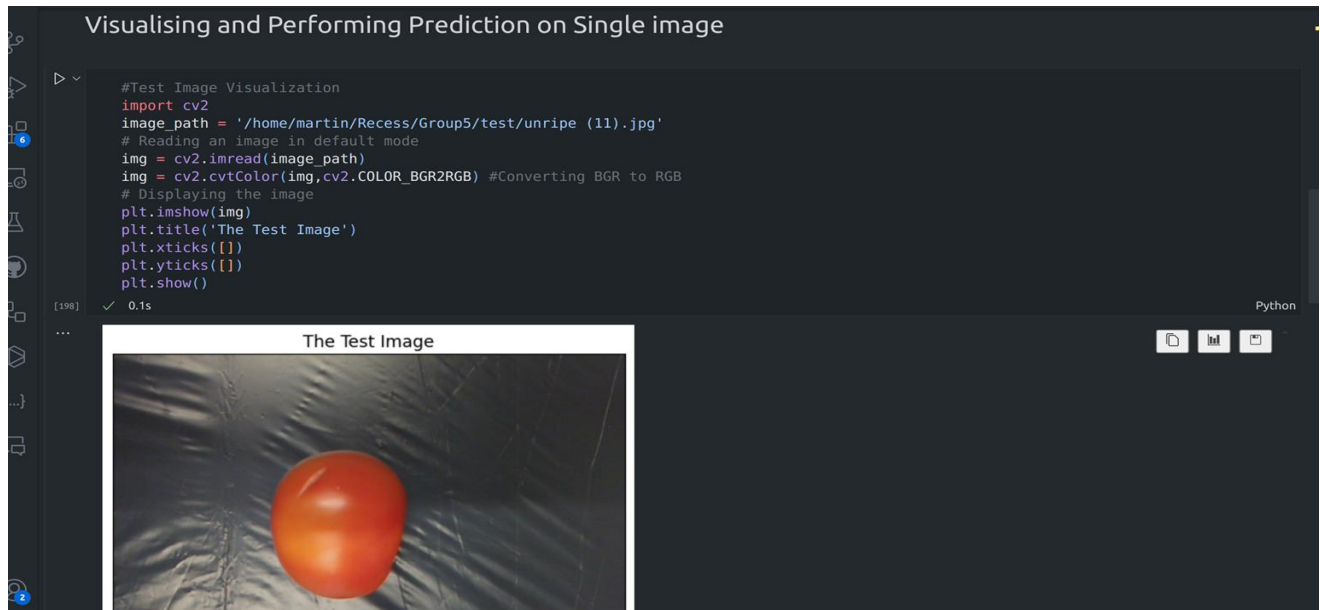 Visualising and Performing Prediction on Single image
#Test Image Visualization
import cv2
image_path = '/home/martin/Recess/Group5/test/unripe (11).jpg'
# Reading an image in default mode
img = cv2.imread(image_path)
img = cv2.cvtColor(img,cv2.COLOR_BGR2RGB) #Converting BGR to RGB
# Displaying the image
plt.imshow(img)
plt.title('The Test Image')
plt.xticks([])
plt.yticks([])
plt.show()
[198] ✓ 0.1s Python
...
The Test Image
6
...}
2